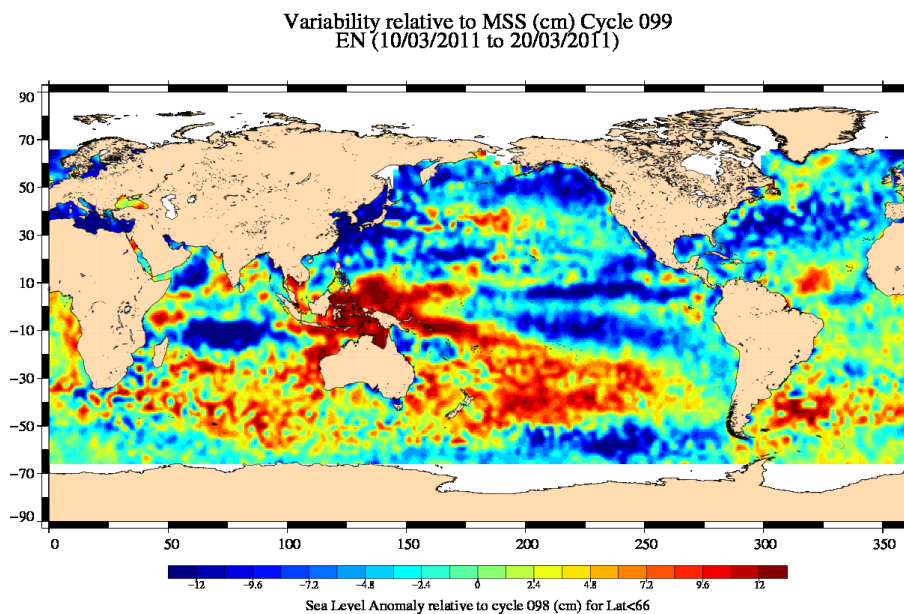 Variability relative to MSS (cm) Cycle 099
EN (10/03/2011 to 20/03/2011)
90
70
50
30
10
−10
−30
−50
−70
−90
0 50 100 150 200 250 300 350
−12 −9.6 −7.2 −4.8 −2.4 0 2.4 4.8 7.2 9.6 12
Sea Level Anomaly relative to cycle 098 (cm) for Lat<66